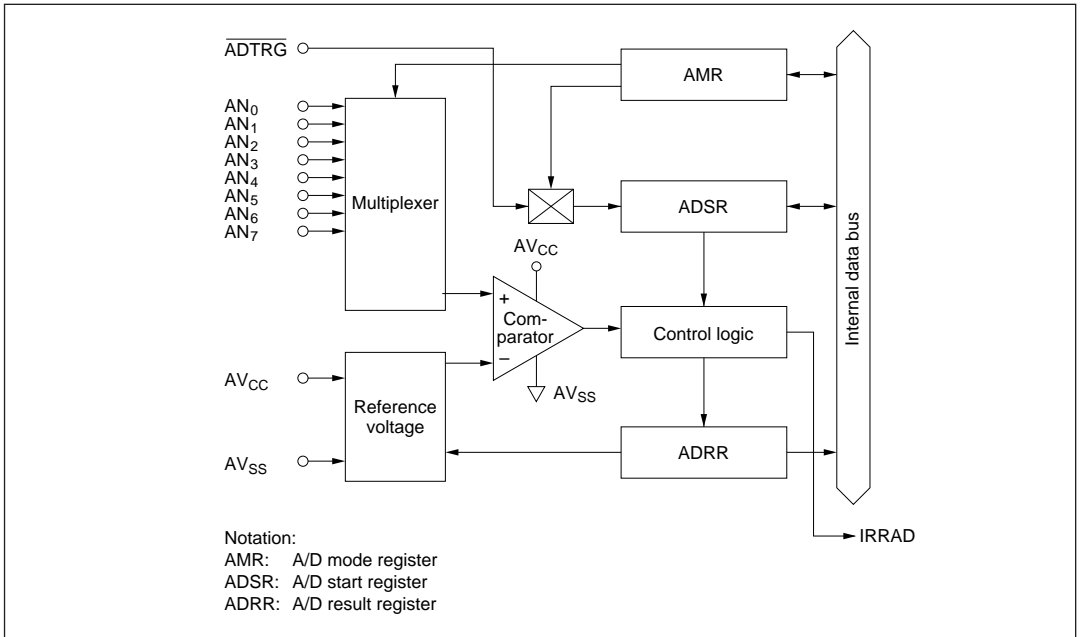 ADTRG
AMR
AN0
AN1
AN2
AN3
AN4
AN5
AN6
AN7
Multiplexer
ADSR
AVCC
+
Com-
parator
−
AVSS
Control logic
Internal data bus
AVCC
AVSS
Reference
voltage
ADRR
IRRAD
Notation:
AMR: A/D mode register
ADSR: A/D start register
ADRR: A/D result register